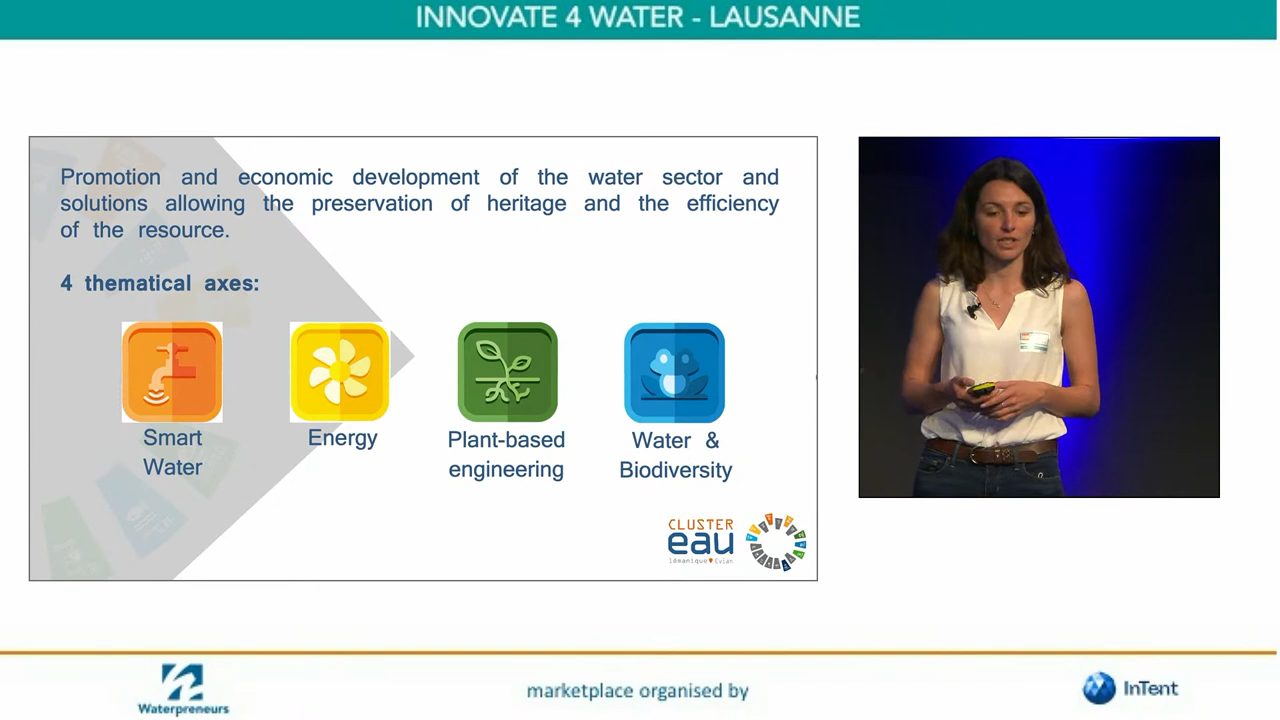 INNOVATE 4 WATER - LAUSANNE
Promotion and economic development of the water sector and
solutions allowing the preservation of heritage and the efficiency
of the resource.
4 thematical axes:
Smart
Water
Energy
Plant-based
engineering
Water &
Biodiversity
CLUSTER
eau
lémanique Evian
Waterpreneurs
marketplace organised by
InTent